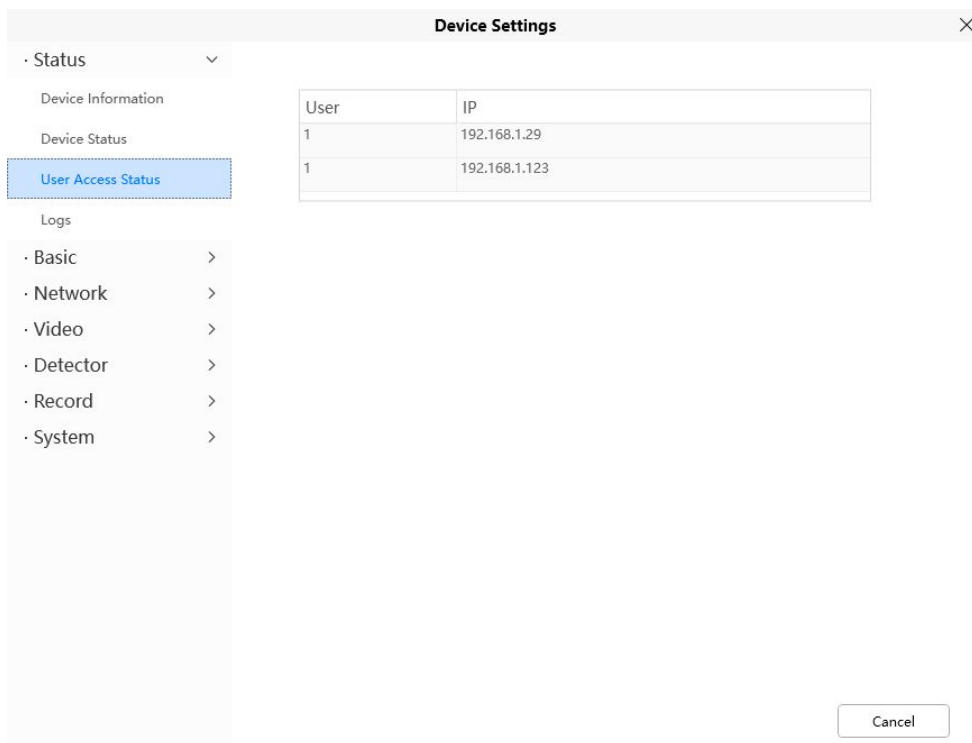 Device Settings
· Status
Device Information
Device Status
User Access Status
Logs
· Basic
· Network
· Video
· Detector
· Record
· System
User IP
1 192.168.1.29
1 192.168.1.123
Cancel